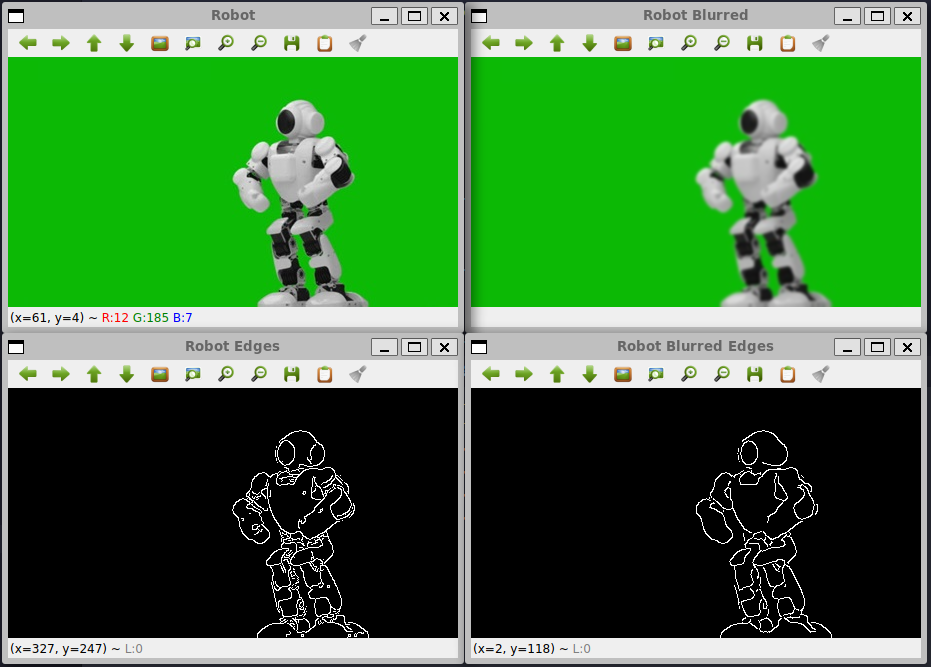 Robot
Robot Blurred
(x=61, y=4) ~ R:12 G:185 B:7
Robot Edges
Robot Blurred Edges
(x=327, y=247) ~ L:0
(x=2, y=118) ~ L:0